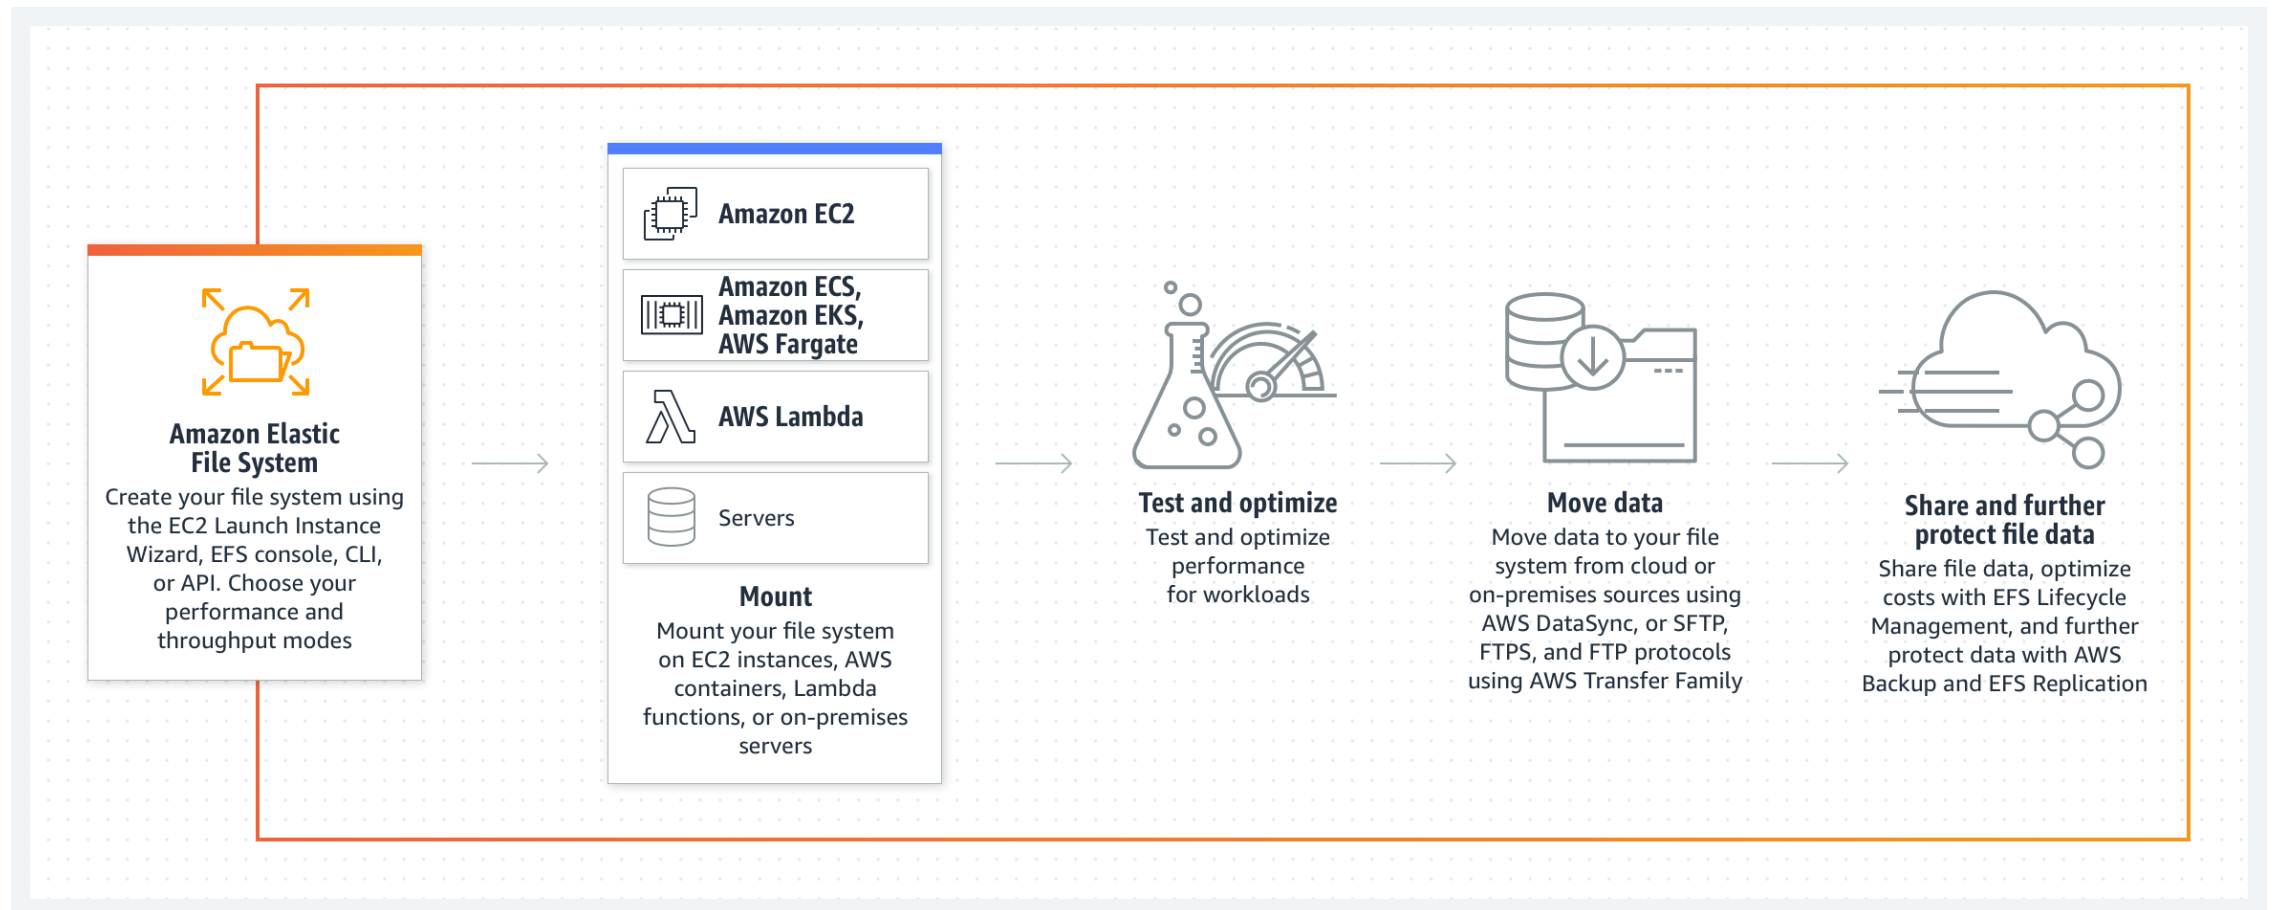 Amazon Elastic
File System
Create your file system using
the EC2 Launch Instance
Wizard, EFS console, CLI,
or API. Choose your
performance and
throughput modes
Amazon EC2
Amazon ECS,
Amazon EKS,
AWS Fargate
AWS Lambda
Servers
Mount
Mount your file system
on EC2 instances, AWS
containers, Lambda
functions, or on-premises
servers
Test and optimize
Test and optimize
performance
for workloads
Move data
Move data to your file
system from cloud or
on-premises sources using
AWS DataSync, or SFTP,
FTPS, and FTP protocols
using AWS Transfer Family
Share and further
protect file data
Share file data, optimize
costs with EFS Lifecycle
Management, and further
protect data with AWS
Backup and EFS Replication